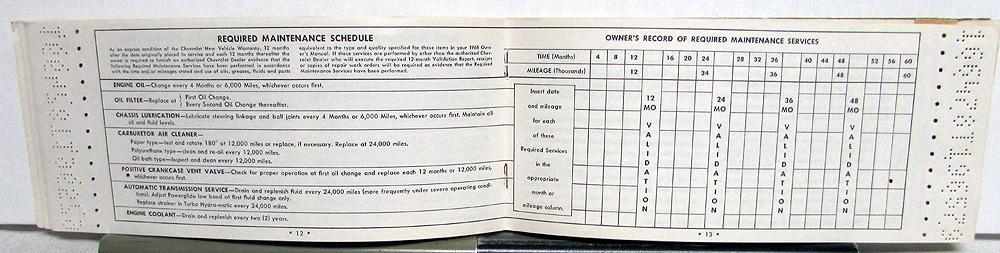 REQUIRED MAINTENANCE SCHEDULE
As an express condition of the Chevrolet New Vehicle Warranty, 12 months
after the date originally placed in service and each 12 months thereafter the
owner is required to furnish an authorized Chevrolet Dealer evidence that the
following Required Maintenance Services have been performed in accordance
with the time and/or mileages stated and use of oils, greases, fluids and parts
equivalent to the type and quality specified for these items in your 1968 Own-
er's Manual. If these services are performed by other than the authorized Chev-
rolet Dealer who will execute the required 12-month Validation Report, receipts
or copies of repair work orders will be required as evidence that the Required
Maintenance Services have been performed.
ENGINE OIL—Change every 4 Months or 6,000 Miles, whichever occurs first.
OIL FILTER—Replace at { First Oil Change.
Every Second Oil Change thereafter.
CHASSIS LUBRICATION—Lubricate steering linkage and ball joints every 4 Months or 6,000 Miles, whichever occurs first. Maintain all
oil and fluid levels.
CARBURETOR AIR CLEANER—
Paper type—test and rotate 180° at 12,000 miles or replace, if necessary. Replace at 24,000 miles.
Polyurethane type—clean and re-oil every 12,000 miles.
Oil bath type—Inspect and clean every 12,000 miles.
POSITIVE CRANKCASE VENT VALVE—Check for proper operation at first oil change and replace each 12 months or 12,000 miles,
whichever occurs first.
AUTOMATIC TRANSMISSION SERVICE—Drain and replenish fluid every 24,000 miles (more frequently under severe operating condi-
tions). Adjust Powerglide low band at first fluid change only.
Replace strainer in Turbo Hydra-matic every 24,000 miles.
ENGINE COOLANT—Drain and replenish every two (2) years.
• 12 •
OWNER'S RECORD OF REQUIRED MAINTENANCE SERVICES
TIME (Months) 4 8 12 16 20 24 28 32 36 40 44 48 52 56 60
MILEAGE (Thousands) 12 24 36 48 60
Insert date
and mileage
for each
of these
Required Services
in the
appropriate
month or
mileage column.
12
MO
VALIDATION
24
MO
VALIDATION
36
MO
VALIDATION
48
MO
VALIDATION
• 13 •